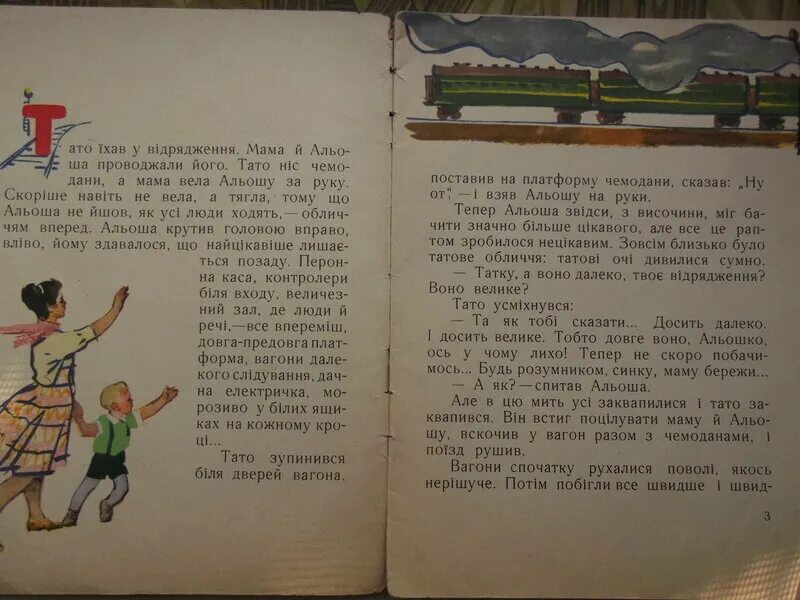 Тато їхав у відрядження. Мама й Альо-
ша проводжали його. Тато ніс чемо-
дани, а мама вела Альошу за руку.
Скоріше навіть не вела, а тягла, тому що
Альоша не йшов, як усі люди ходять,— облич-
чям вперед. Альоша крутив головою вправо,
вліво, йому здавалося, що найцікавіше лишає-
ться позаду. Перон-
на каса, контролери
біля входу, величез-
ний зал, де люди й
речі,—все впереміш,
довга-предовга плат-
форма, вагони дале-
кого слідування, дач-
на електричка, мо-
розиво у білих ящи-
ках на кожному кро-
ці...
Тато зупинився
біля дверей вагона,
поставив на платформу чемодани, сказав: „Ну
от“, —і взяв Альошу на руки.
Тепер Альоша звідси, з височини, міг ба-
чити значно більше цікавого, але все це рап-
том зробилося нецікавим. Зовсім близько було
татове обличчя: татові очі дивилися сумно.
— Татку, а воно далеко, твоє відрядження?
Воно велике?
Тато усміхнувся:
— Та як тобі сказати... Досить далеко.
І досить велике. Тобто довге воно, Альошко,
ось у чому лихо! Тепер не скоро побачи-
мось... Будь розумником, синку, маму бережи...
— А як?—спитав Альоша.
Але в цю мить усі заквапилися і тато за-
квапився. Він встиг поцілувати маму й Альо-
шу, вскочив у вагон разом з чемоданами, і
поїзд рушив.
Вагони спочатку рухалися поволі, якось
нерішуче. Потім побігли все швидше і швид-
3